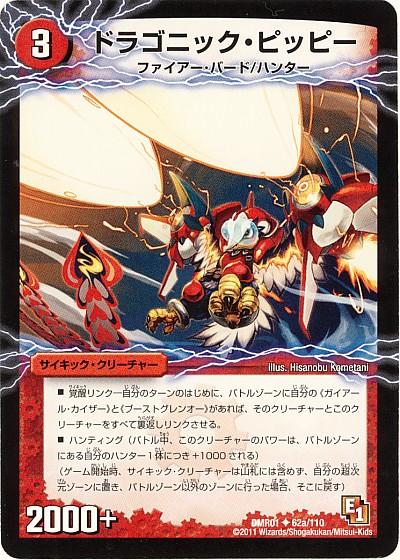 3
ドラゴニック・ピッピー
ファイアー・バード/ハンター
サイキック・クリーチャー
illus. Hisanobu Kometani
■ 覚醒リンク―自分のターンのはじめに、バトルゾーンに自分の《ガイアー
ル・カイザー》と《ブーストグレンオー》があれば、そのクリーチャーとこのク
リーチャーをすべて裏返しリンクさせる。
■ ハンティング(バトル中、このクリーチャーのパワーは、バトルゾーン
にある自分のハンター1体につき+1000される)
(ゲーム開始時、サイキック・クリーチャーは山札には含めず、自分の超次
元ゾーンに置き、バトルゾーン以外のゾーンに行った場合、そこに戻す)
E1
2000+
DMR01 ◆ 62a/110
©2011 Wizards/Shogakukan/Mitsui-Kids